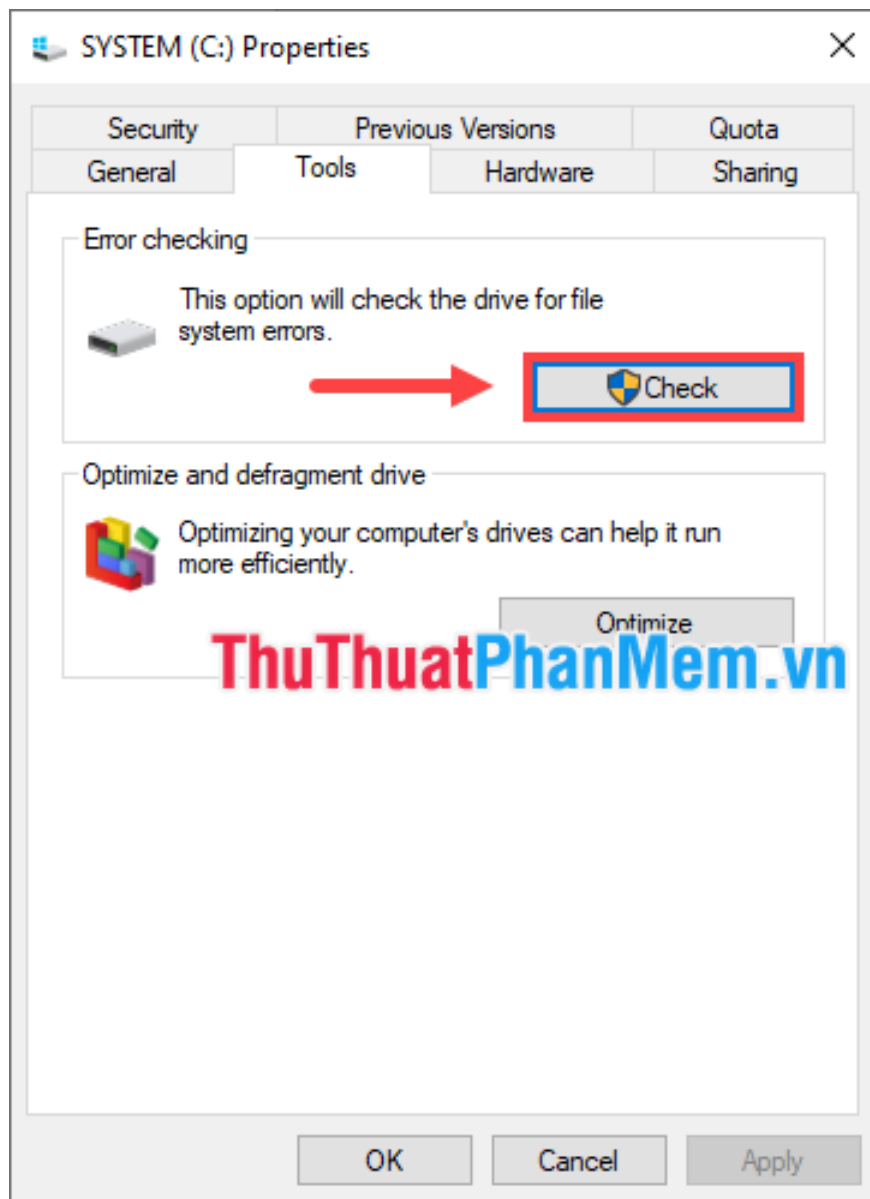 SYSTEM (C:) Properties
Security Previous Versions Quota
General Tools Hardware Sharing
Error checking
This option will check the drive for file
system errors.
Check
Optimize and defragment drive
Optimizing your computer's drives can help it run
more efficiently.
Optimize
ThuThuatPhanMem.vn
OK Cancel Apply